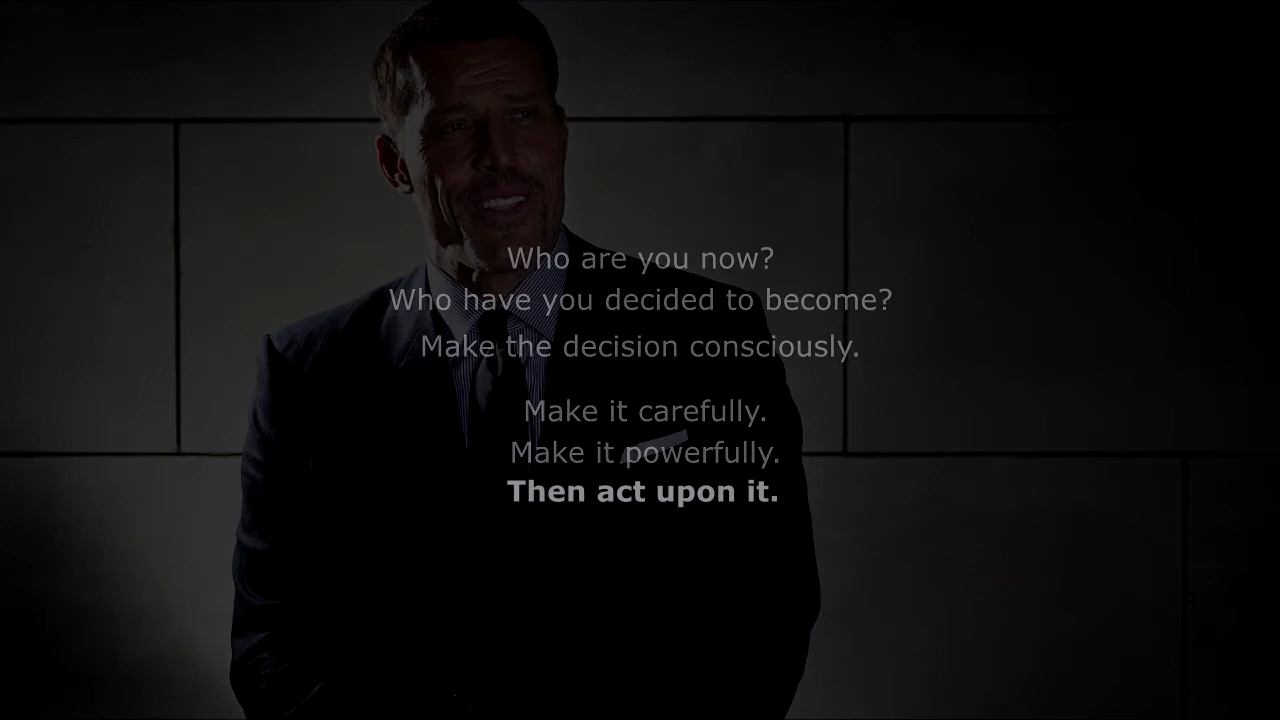 Who are you now?
Who have you decided to become?
Make the decision consciously.
Make it carefully.
Make it powerfully.
Then act upon it.